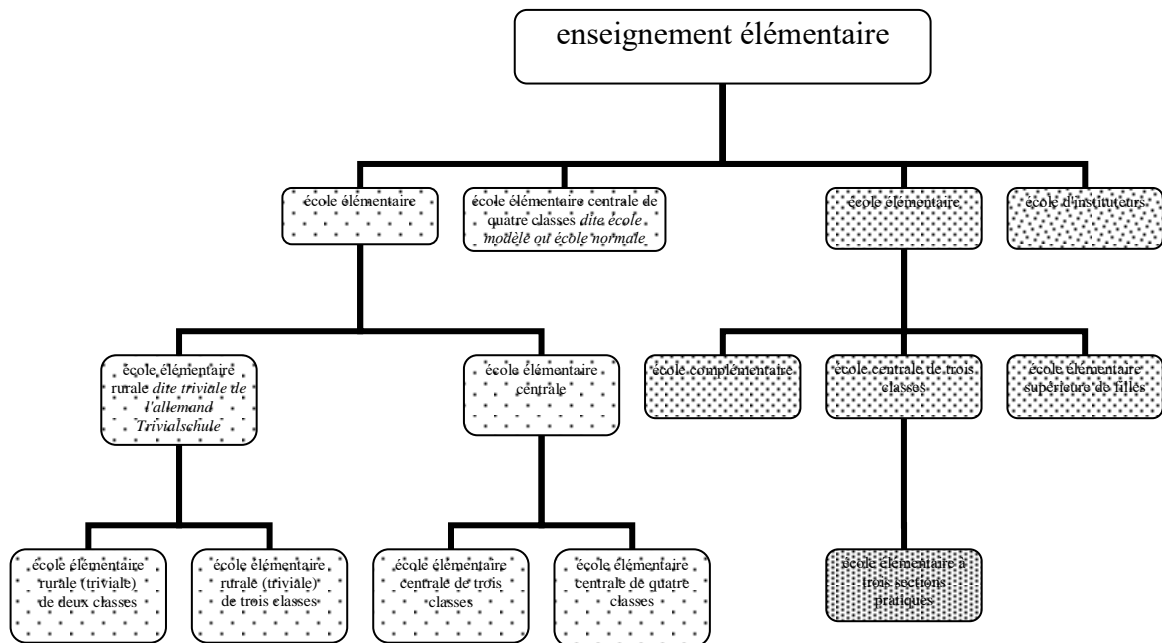 enseignement élémentaire
école élémentaire
école élémentaire centrale de
quatre classes dite école
modèle ou école normale
école élémentaire
école d'instituteurs
école élémentaire
rurale dite triviale de
l'allemand
Trivialschule
école élémentaire
centrale
école complémentaire
école centrale de trois
classes
école élémentaire
supérieure de filles
école élémentaire
rurale (triviale)
de deux classes
école élémentaire
rurale (triviale)
de trois classes
école élémentaire
centrale de trois
classes
école élémentaire
centrale de quatre
classes
école élémentaire à
trois sections
pratiques